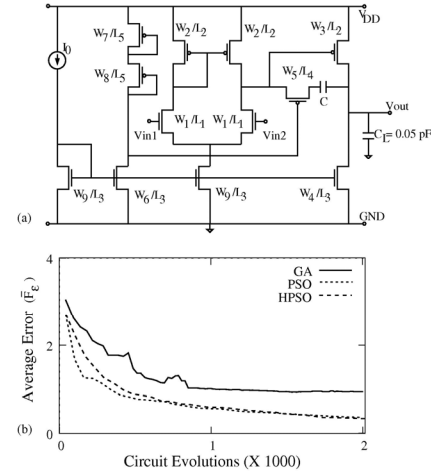 VDD
W7/L5
W2/L2
W2/L2
W3/L2
I0
W8/L5
W5/L4
C
W1/L1
W1/L1
Vin1
Vin2
Vout
CL= 0.05 pF
W9/L3
W6/L3
W9/L3
W4/L3
(a)
GND
4
GA
PSO
HPSO
Average Error (F̄ε)
2
(b)
0
0
1
2
Circuit Evolutions (X 1000)